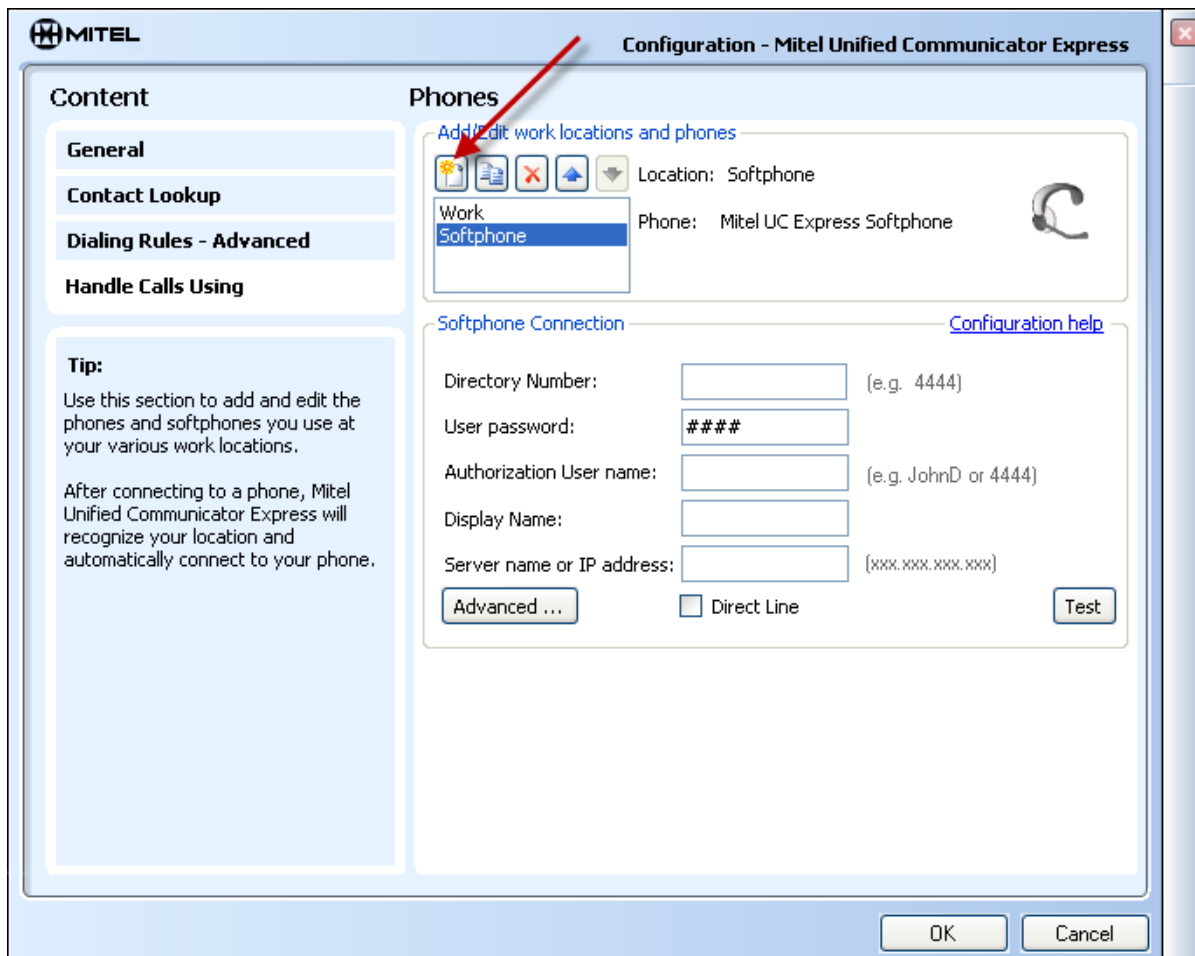 MITEL
Configuration - Mitel Unified Communicator Express
Content
General
Contact Lookup
Dialing Rules - Advanced
Handle Calls Using
Tip:
Use this section to add and edit the
phones and softphones you use at
your various work locations.
After connecting to a phone, Mitel
Unified Communicator Express will
recognize your location and
automatically connect to your phone.
Phones
Add/Edit work locations and phones
Work
Softphone
Location: Softphone
Phone: Mitel UC Express Softphone
Softphone Connection
Configuration help
Directory Number: (e.g. 4444)
User password: ####
Authorization User name: (e.g. JohnD or 4444)
Display Name:
Server name or IP address: (xxx.xxx.xxx.xxx)
Advanced ... Direct Line Test
OK Cancel